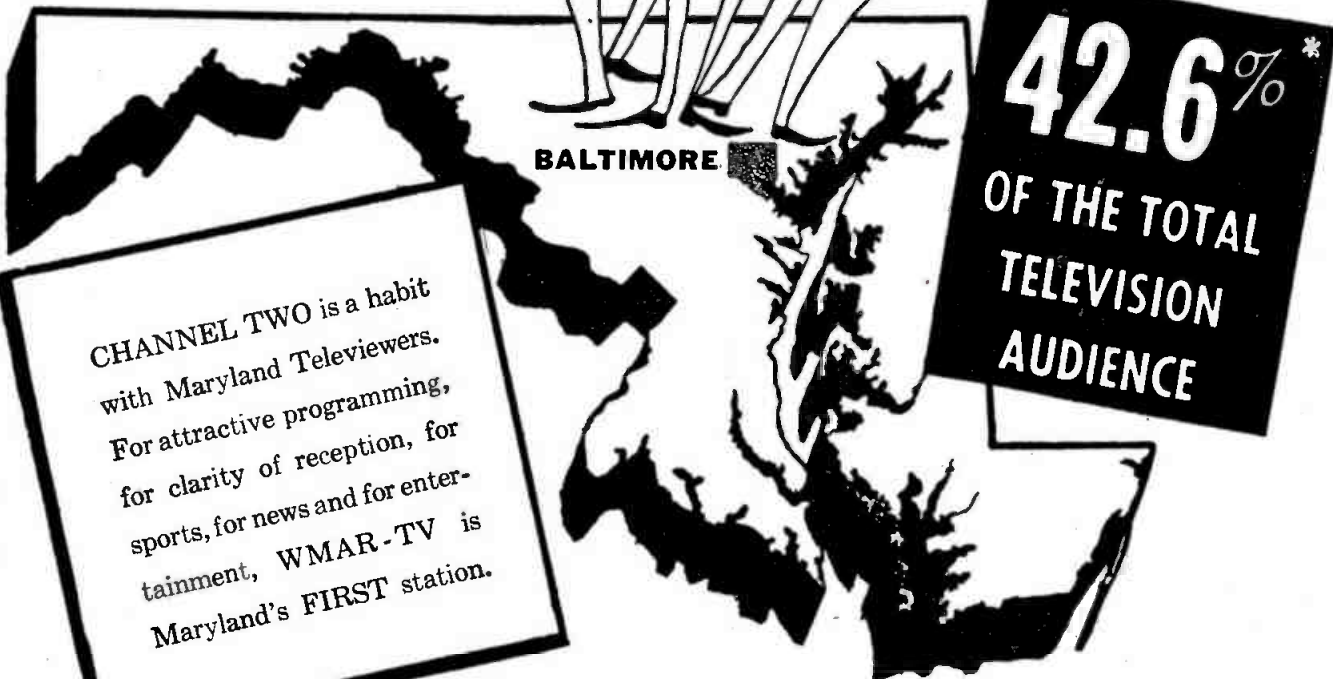 42.6%*
OF THE TOTAL
TELEVISION
AUDIENCE
BALTIMORE
CHANNEL TWO is a habit
with Maryland Televiewers.
For attractive programming,
for clarity of reception, for
sports, for news and for enter-
tainment, WMAR-TV is
Maryland's FIRST station.